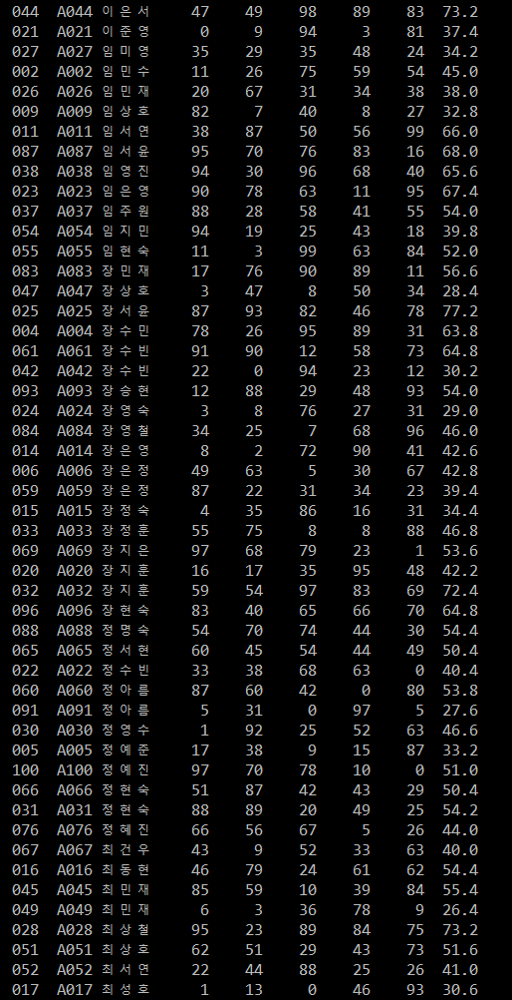 044 A044 이은서 47 49 98 89 83 73.2
021 A021 이준영 0 9 94 3 81 37.4
027 A027 임미영 35 29 35 48 24 34.2
002 A002 임민수 11 26 75 59 54 45.0
026 A026 임민재 20 67 31 34 38 38.0
009 A009 임상호 82 7 40 8 27 32.8
011 A011 임서연 38 87 50 56 99 66.0
087 A087 임서윤 95 70 76 83 16 68.0
038 A038 임영진 94 30 96 68 40 65.6
023 A023 임은영 90 78 63 11 95 67.4
037 A037 임주원 88 28 58 41 55 54.0
054 A054 임지민 94 19 25 43 18 39.8
055 A055 임현숙 11 3 99 63 84 52.0
083 A083 장민재 17 76 90 89 11 56.6
047 A047 장상호 3 47 8 50 34 28.4
025 A025 장서윤 87 93 82 46 78 77.2
004 A004 장수민 78 26 95 89 31 63.8
061 A061 장수빈 91 90 12 58 73 64.8
042 A042 장수빈 22 0 94 23 12 30.2
093 A093 장승현 12 88 29 48 93 54.0
024 A024 장영숙 3 8 76 27 31 29.0
084 A084 장영철 34 25 7 68 96 46.0
014 A014 장은영 8 2 72 90 41 42.6
006 A006 장은정 49 63 5 30 67 42.8
059 A059 장은정 87 22 31 34 23 39.4
015 A015 장정숙 4 35 86 16 31 34.4
033 A033 장정훈 55 75 8 8 88 46.8
069 A069 장지은 97 68 79 23 1 53.6
020 A020 장지훈 16 17 35 95 48 42.2
032 A032 장지훈 59 54 97 83 69 72.4
096 A096 장현숙 83 40 65 66 70 64.8
088 A088 정명숙 54 70 74 44 30 54.4
065 A065 정서현 60 45 54 44 49 50.4
022 A022 정수빈 33 38 68 63 0 40.4
060 A060 정아름 87 60 42 0 80 53.8
091 A091 정아름 5 31 0 97 5 27.6
030 A030 정영수 1 92 25 52 63 46.6
005 A005 정예준 17 38 9 15 87 33.2
100 A100 정예진 97 70 78 10 0 51.0
066 A066 정현숙 51 87 42 43 29 50.4
031 A031 정현숙 88 89 20 49 25 54.2
076 A076 정혜진 66 56 67 5 26 44.0
067 A067 최건우 43 9 52 33 63 40.0
016 A016 최동현 46 79 24 61 62 54.4
045 A045 최민재 85 59 10 39 84 55.4
049 A049 최민재 6 3 36 78 9 26.4
028 A028 최상철 95 23 89 84 75 73.2
051 A051 최상호 62 51 29 43 73 51.6
052 A052 최서연 22 44 88 25 26 41.0
017 A017 최성호 1 13 0 46 93 30.6